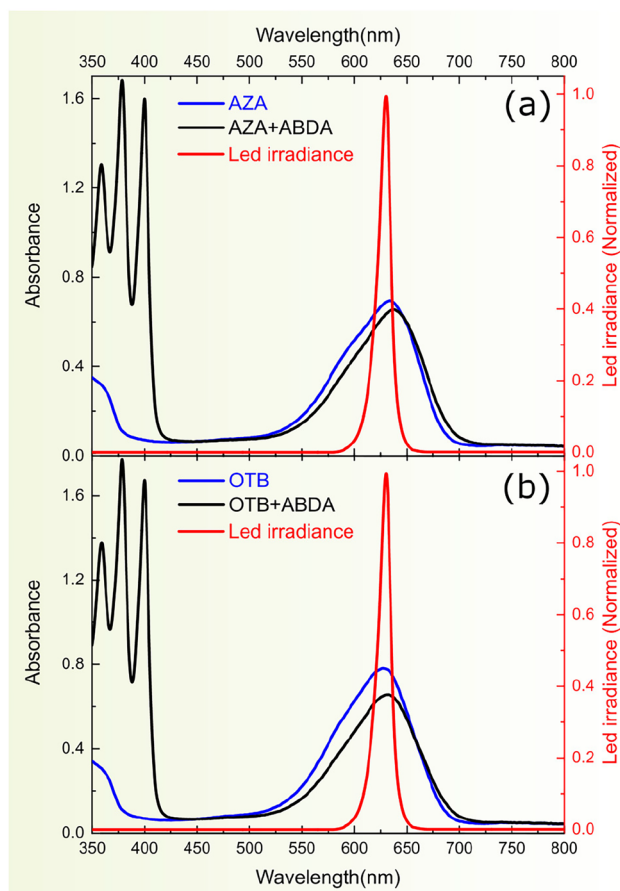 Wavelength(nm)
350 400 450 500 550 600 650 700 750 800
(a)
AZA
AZA+ABDA
Led irradiance
Absorbance
1.6
1.2
0.8
0.4
0.0
Led irradiance (Normalized)
1.0
0.8
0.6
0.4
0.2
0.0
(b)
OTB
OTB+ABDA
Led irradiance
Absorbance
1.6
1.2
0.8
0.4
0.0
Led irradiance (Normalized)
1.0
0.8
0.6
0.4
0.2
0.0
350 400 450 500 550 600 650 700 750 800
Wavelength(nm)